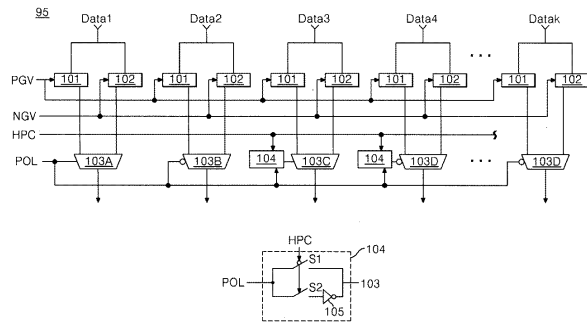 95
Data1 Data2 Data3 Data4 Datak
PGV 101 102 101 102 101 102 101 102 ... 101 102
NGV
HPC
POL 103A 103B 104 103C 104 103D ... 103D
HPC
104
S1
POL 103
S2
105